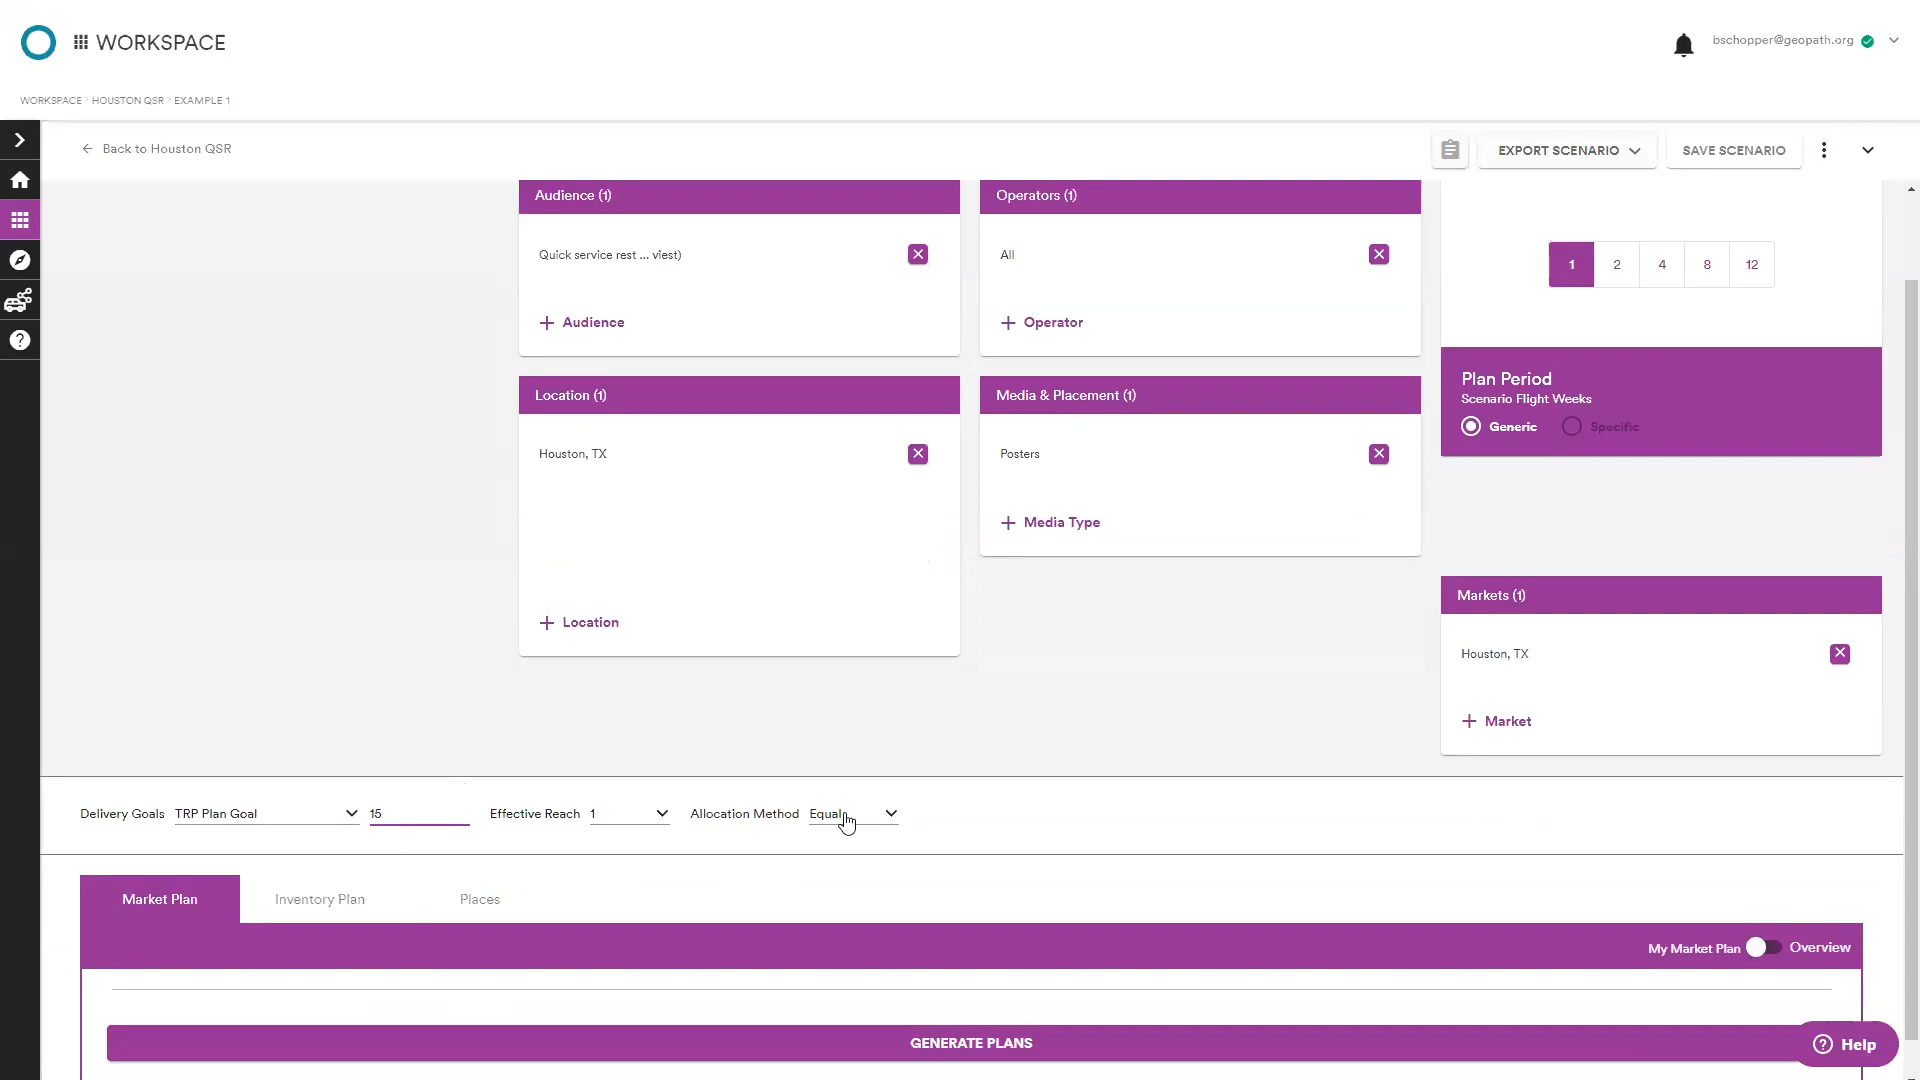 WORKSPACE
bschopper@geopath.org
WORKSPACE > HOUSTON QSR > EXAMPLE 1
Back to Houston QSR
EXPORT SCENARIO
SAVE SCENARIO
Audience (1)
Quick service rest ... viest)
+ Audience
Operators (1)
All
+ Operator
1 2 4 8 12
Plan Period
Scenario Flight Weeks
Generic
Specific
Location (1)
Houston, TX
+ Location
Media & Placement (1)
Posters
+ Media Type
Markets (1)
Houston, TX
+ Market
Delivery Goals TRP Plan Goal 15 Effective Reach 1 Allocation Method Equal
Market Plan Inventory Plan Places
My Market Plan Overview
GENERATE PLANS
Help